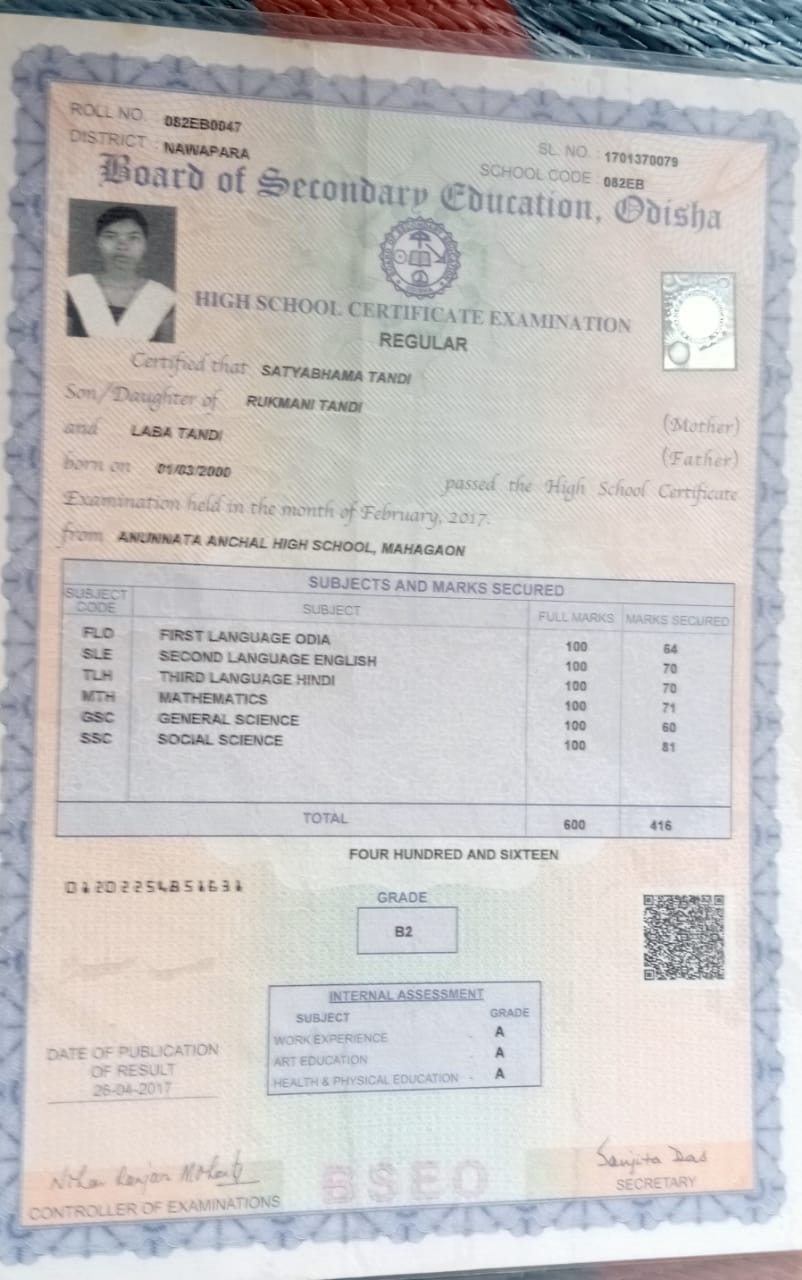 ROLL NO. 082EB0047
DISTRICT : NAWAPARA
SL. NO. : 1701370079
SCHOOL CODE : 082EB
Board of Secondary Education, Odisha
HIGH SCHOOL CERTIFICATE EXAMINATION
REGULAR
Certified that SATYABHAMA TANDI
Son/Daughter of RUKMANI TANDI (Mother)
and LABA TANDI (Father)
born on 01/03/2000 passed the High School Certificate
Examination held in the month of February, 2017.
from ANUNNATA ANCHAL HIGH SCHOOL, MAHAGAON
SUBJECTS AND MARKS SECURED
SUBJECT CODE SUBJECT FULL MARKS MARKS SECURED
FLO FIRST LANGUAGE ODIA 100 64
SLE SECOND LANGUAGE ENGLISH 100 70
TLH THIRD LANGUAGE HINDI 100 70
MTH MATHEMATICS 100 71
GSC GENERAL SCIENCE 100 60
SSC SOCIAL SCIENCE 100 81
TOTAL 600 416
FOUR HUNDRED AND SIXTEEN
01202254851631
GRADE
B2
INTERNAL ASSESSMENT
SUBJECT GRADE
WORK EXPERIENCE - A
ART EDUCATION - A
HEALTH & PHYSICAL EDUCATION - A
DATE OF PUBLICATION
OF RESULT
26-04-2017
Sanjita Das
SECRETARY
CONTROLLER OF EXAMINATIONS
BSEO